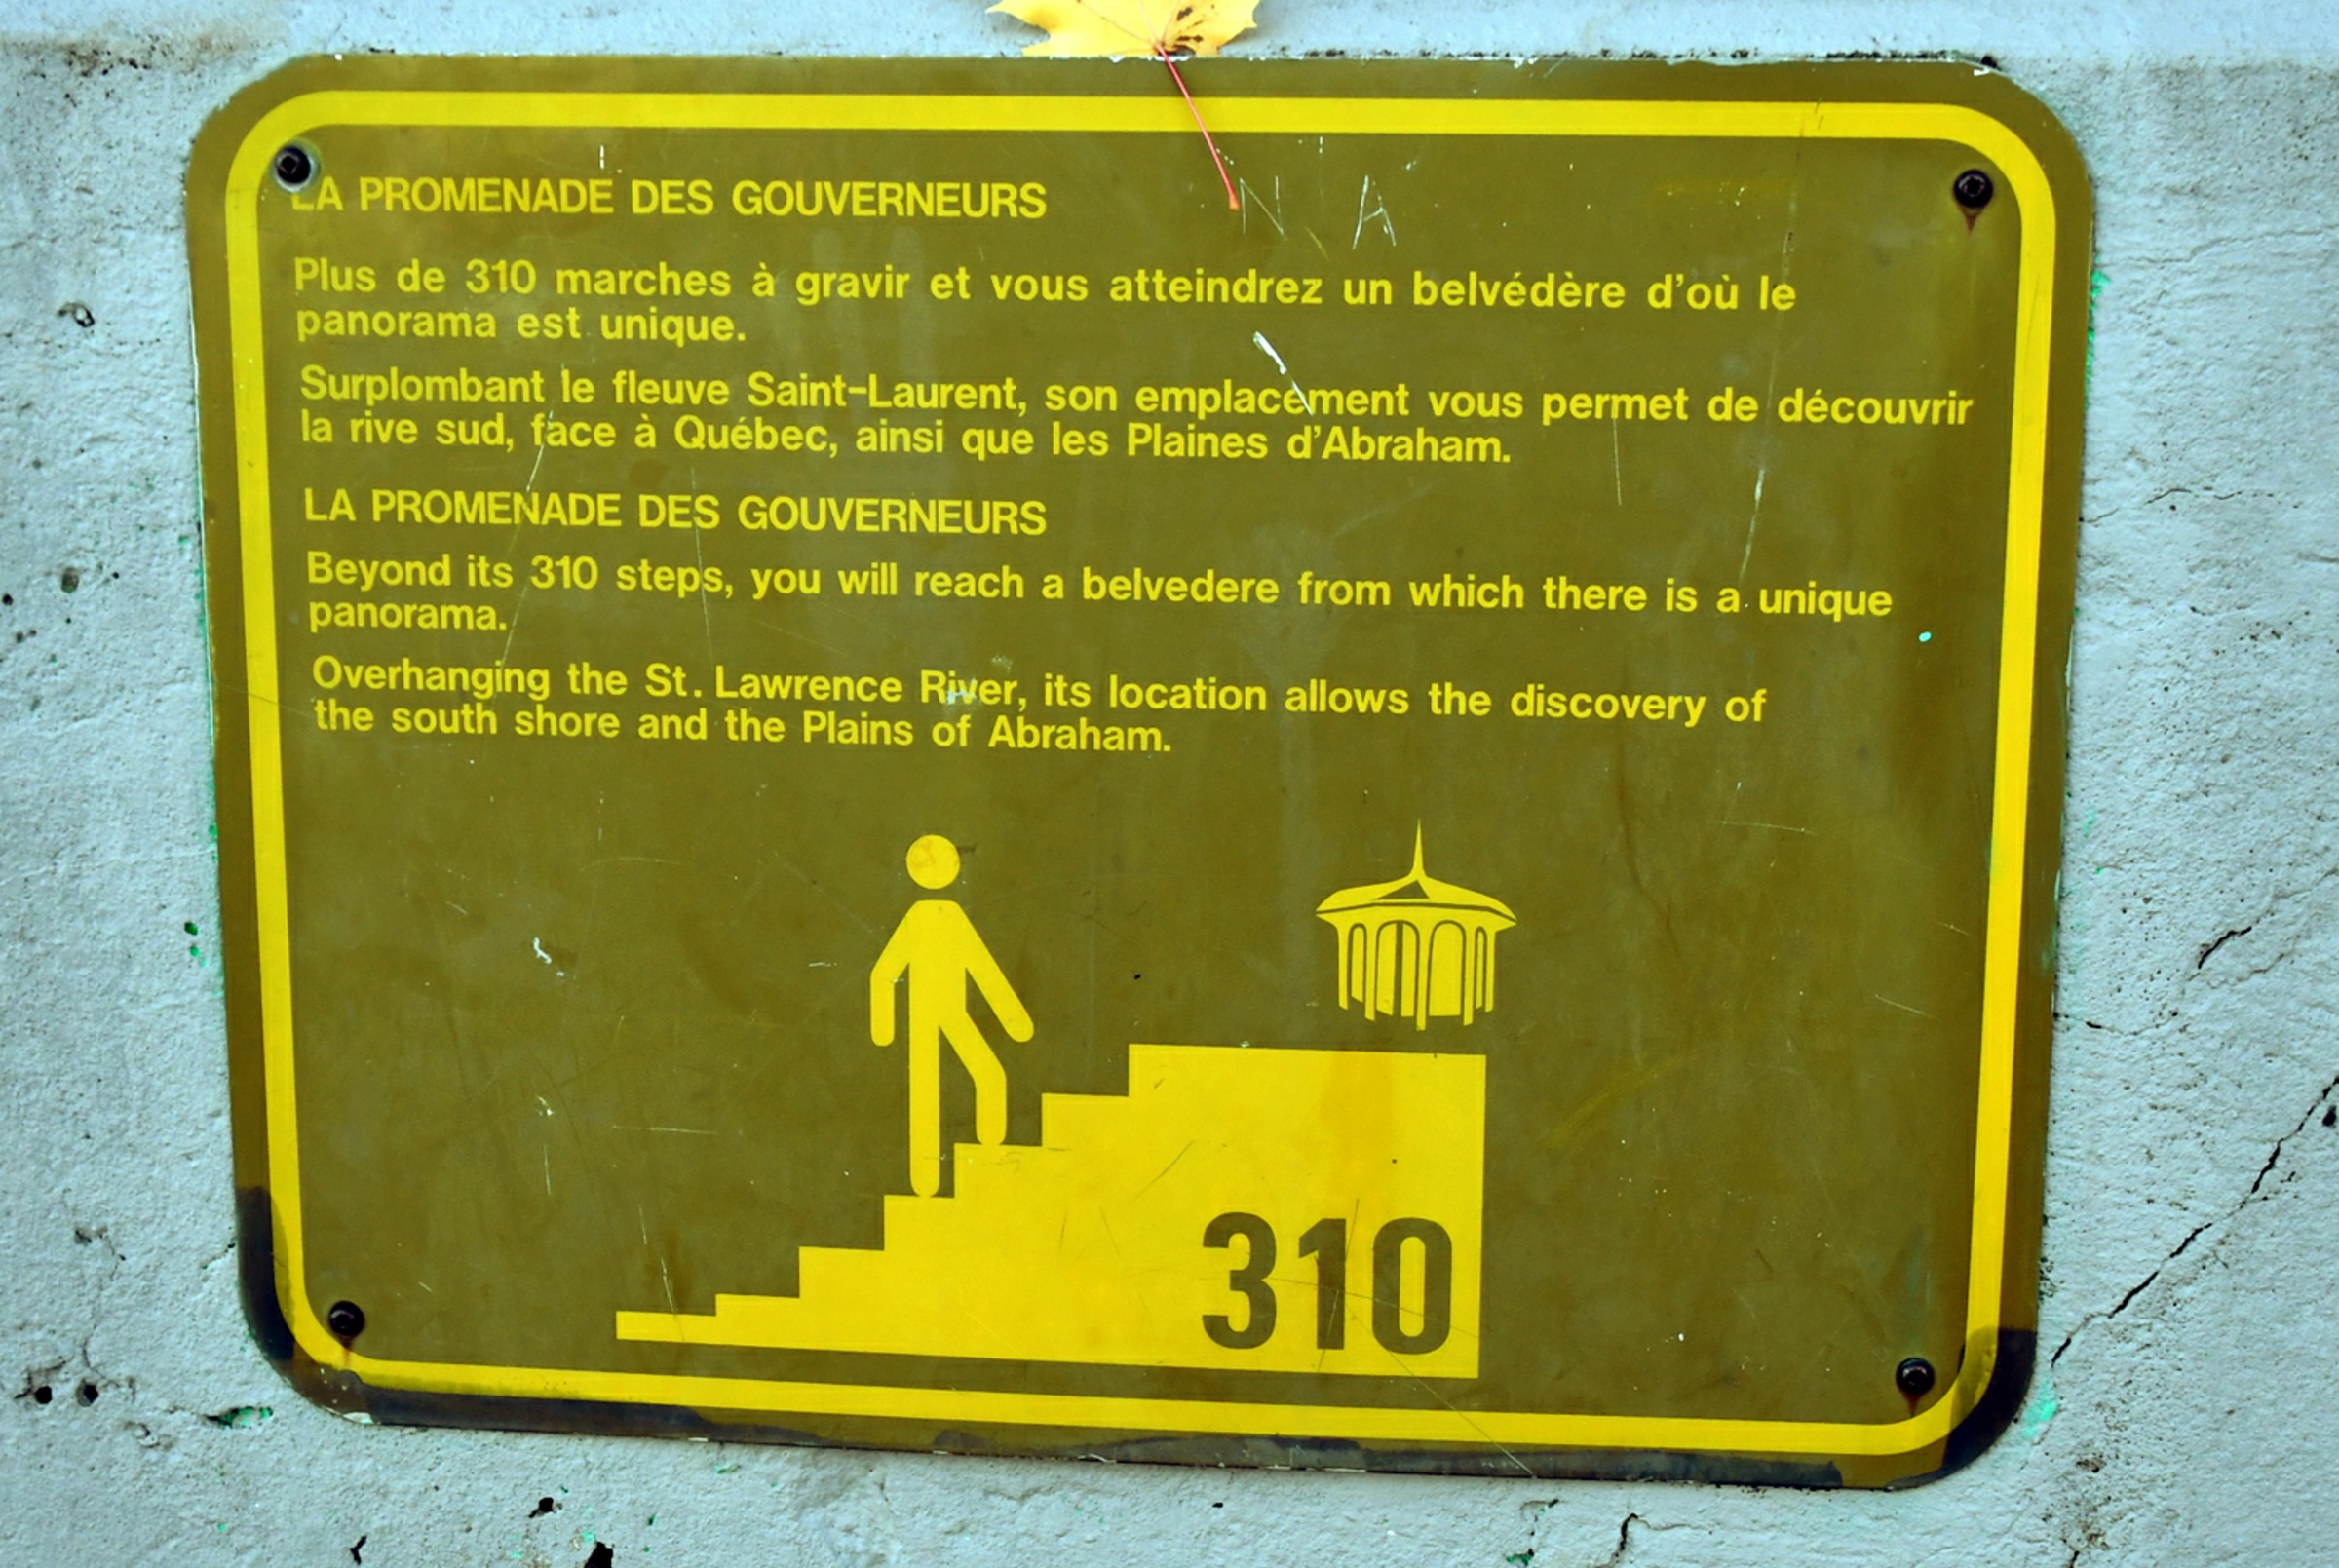 LA PROMENADE DES GOUVERNEURS
N A
Plus de 310 marches à gravir et vous atteindrez un belvédère d'où le
panorama est unique.
Surplombant le fleuve Saint-Laurent, son emplacement vous permet de découvrir
la rive sud, face à Québec, ainsi que les Plaines d'Abraham.
LA PROMENADE DES GOUVERNEURS
Beyond its 310 steps, you will reach a belvedere from which there is a unique
panorama.
Overhanging the St. Lawrence River, its location allows the discovery of
the south shore and the Plains of Abraham.
310